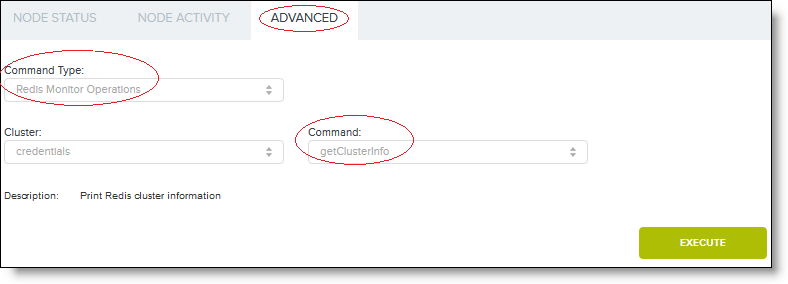 NODE STATUS NODE ACTIVITY ADVANCED
Command Type:
Redis Monitor Operations
Cluster: Command:
credentials getClusterInfo
Description: Print Redis cluster information
EXECUTE